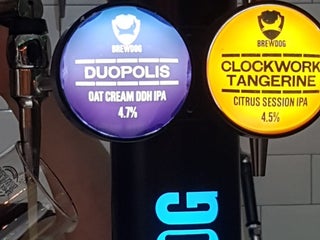 BREWDOG
DUOPOLIS
OAT CREAM DDH IPA
4.7%
BREWDOG
CLOCKWORK
TANGERINE
CITRUS SESSION IPA
4.5%
OG